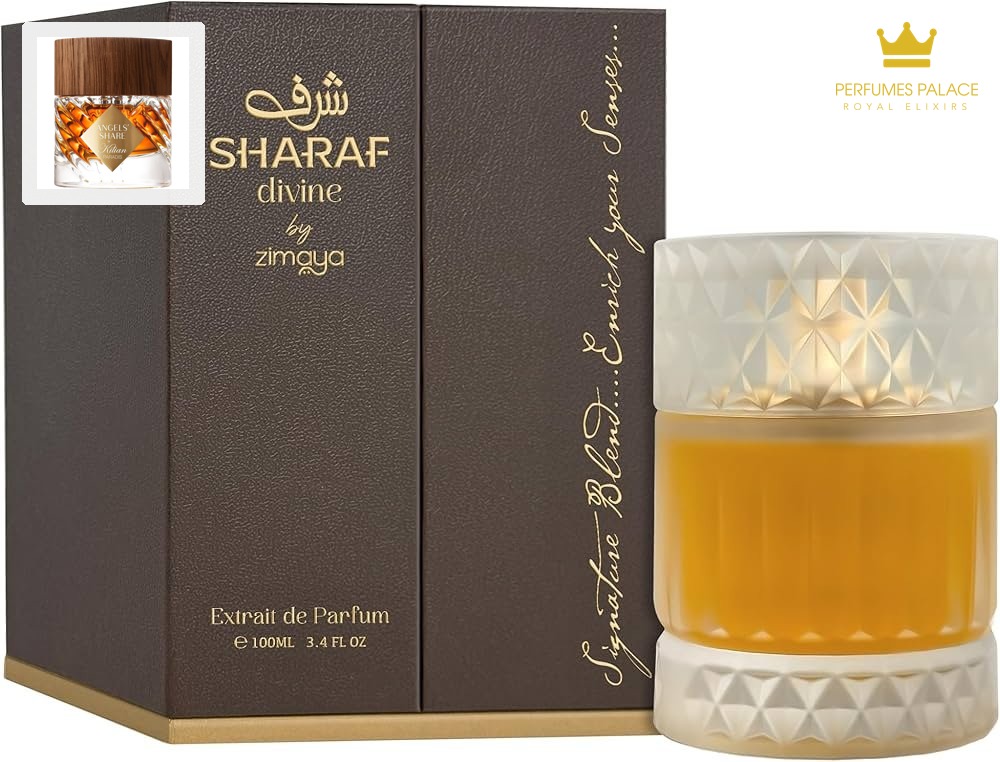 ANGELS' SHARE
Kilian
PARADIS
شرف
SHARAF
divine
by
zimaya
Extrait de Parfum
℮ 100ML 3.4 FL OZ
Signature Blend....Enrich your Senses...
PERFUMES PALACE
ROYAL ELIXIRS